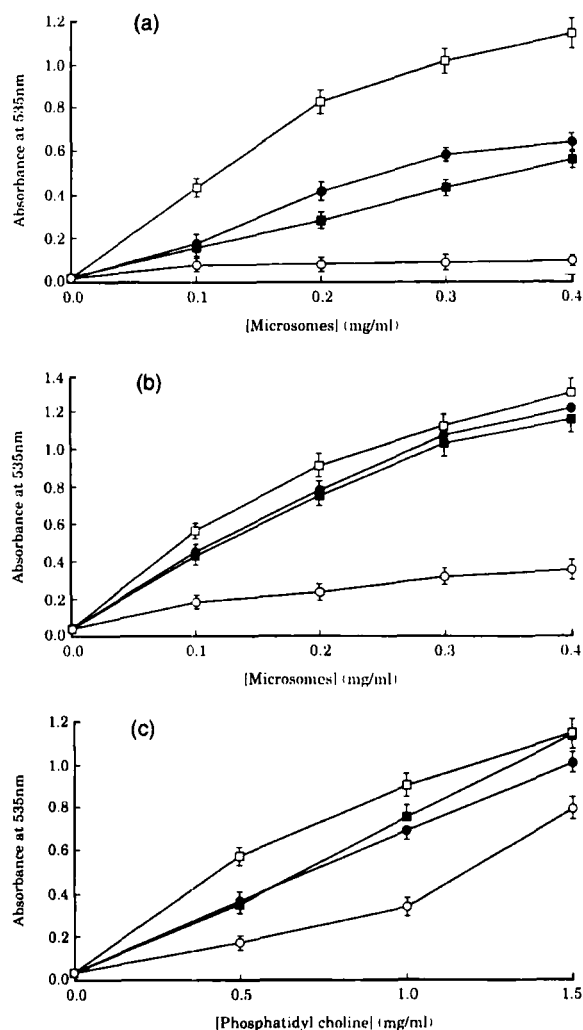 (a)
1.2
1.0
0.8
0.6
0.4
0.2
0.0
Absorbance at 535nm
0.0 0.1 0.2 0.3 0.4
[Microsomes] (mg/ml)
(b)
1.4
1.2
1.0
0.8
0.6
0.4
0.2
0.0
Absorbance at 535nm
0.0 0.1 0.2 0.3 0.4
[Microsomes] (mg/ml)
(c)
1.2
1.0
0.8
0.6
0.4
0.2
0.0
Absorbance at 535nm
0.0 0.5 1.0 1.5
[Phosphatidyl choline] (mg/ml)